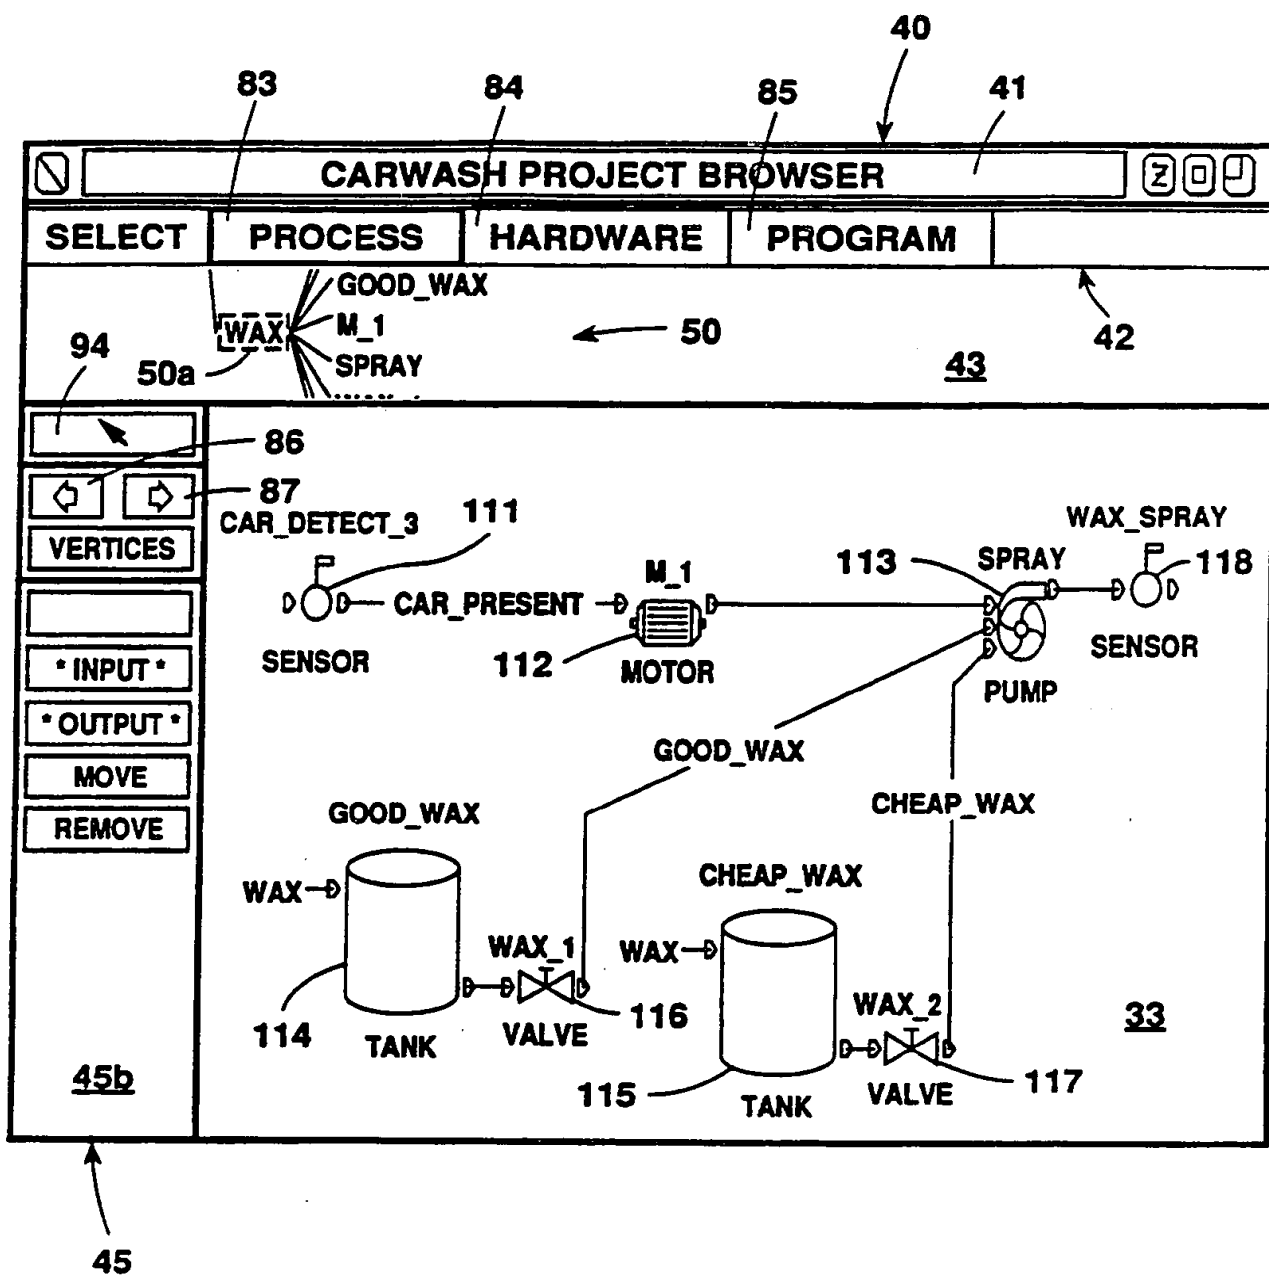 40
83
84
85
41
CARWASH PROJECT BROWSER
Z
SELECT
PROCESS
HARDWARE
PROGRAM
GOOD_WAX
WAX
M_1
50
42
94
50a
SPRAY
43
86
87
CAR_DETECT_3
111
WAX_SPRAY
VERTICES
113
SPRAY
118
M_1
CAR_PRESENT
* INPUT *
SENSOR
112
MOTOR
SENSOR
PUMP
* OUTPUT *
GOOD_WAX
MOVE
CHEAP_WAX
REMOVE
GOOD_WAX
WAX
CHEAP_WAX
WAX_1
WAX
WAX_2
114
116
33
TANK
VALVE
45b
115
117
TANK
VALVE
45